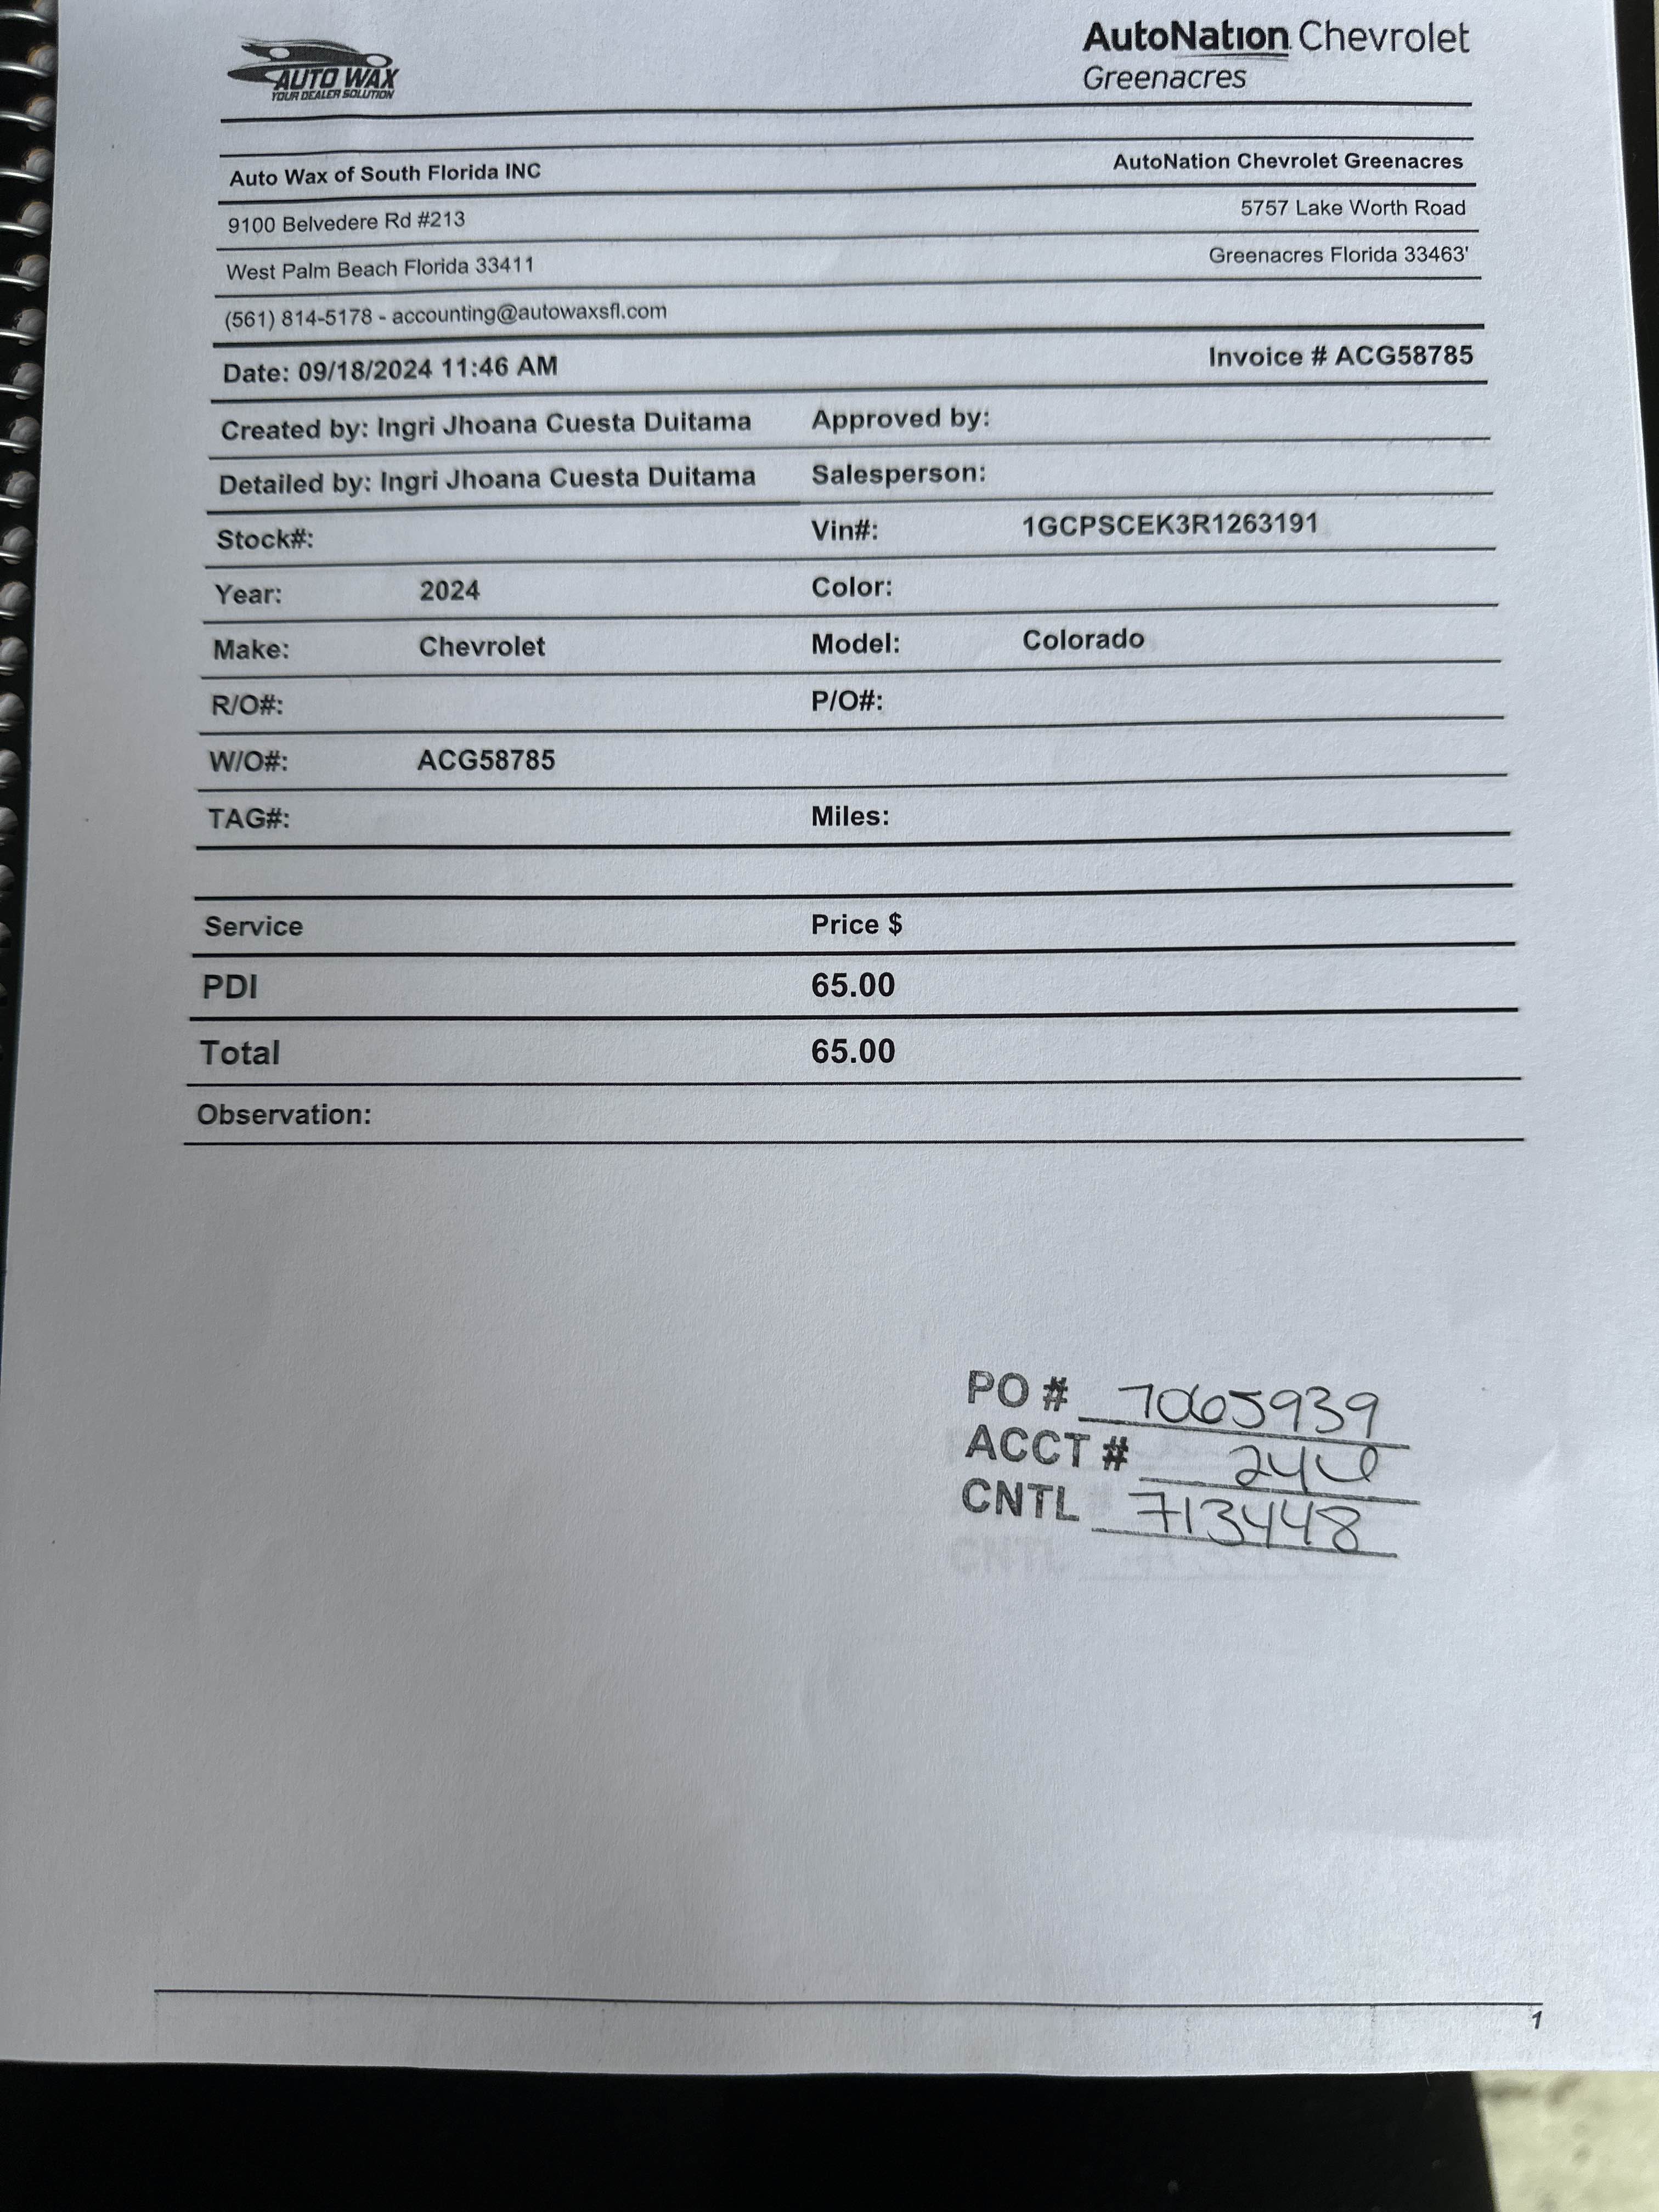 AUTO WAX
YOUR DEALER SOLUTION
AutoNation Chevrolet
Greenacres
Auto Wax of South Florida INC AutoNation Chevrolet Greenacres
9100 Belvedere Rd #213 5757 Lake Worth Road
West Palm Beach Florida 33411 Greenacres Florida 33463'
(561) 814-5178 - accounting@autowaxsfl.com
Date: 09/18/2024 11:46 AM Invoice # ACG58785
Created by: Ingri Jhoana Cuesta Duitama Approved by:
Detailed by: Ingri Jhoana Cuesta Duitama Salesperson:
Stock#: Vin#: 1GCPSCEK3R1263191
Year: 2024 Color:
Make: Chevrolet Model: Colorado
R/O#: P/O#:
W/O#: ACG58785
TAG#: Miles:
Service Price $
PDI 65.00
Total 65.00
Observation:
PO # 7065939
ACCT #
CNTL 713448
1